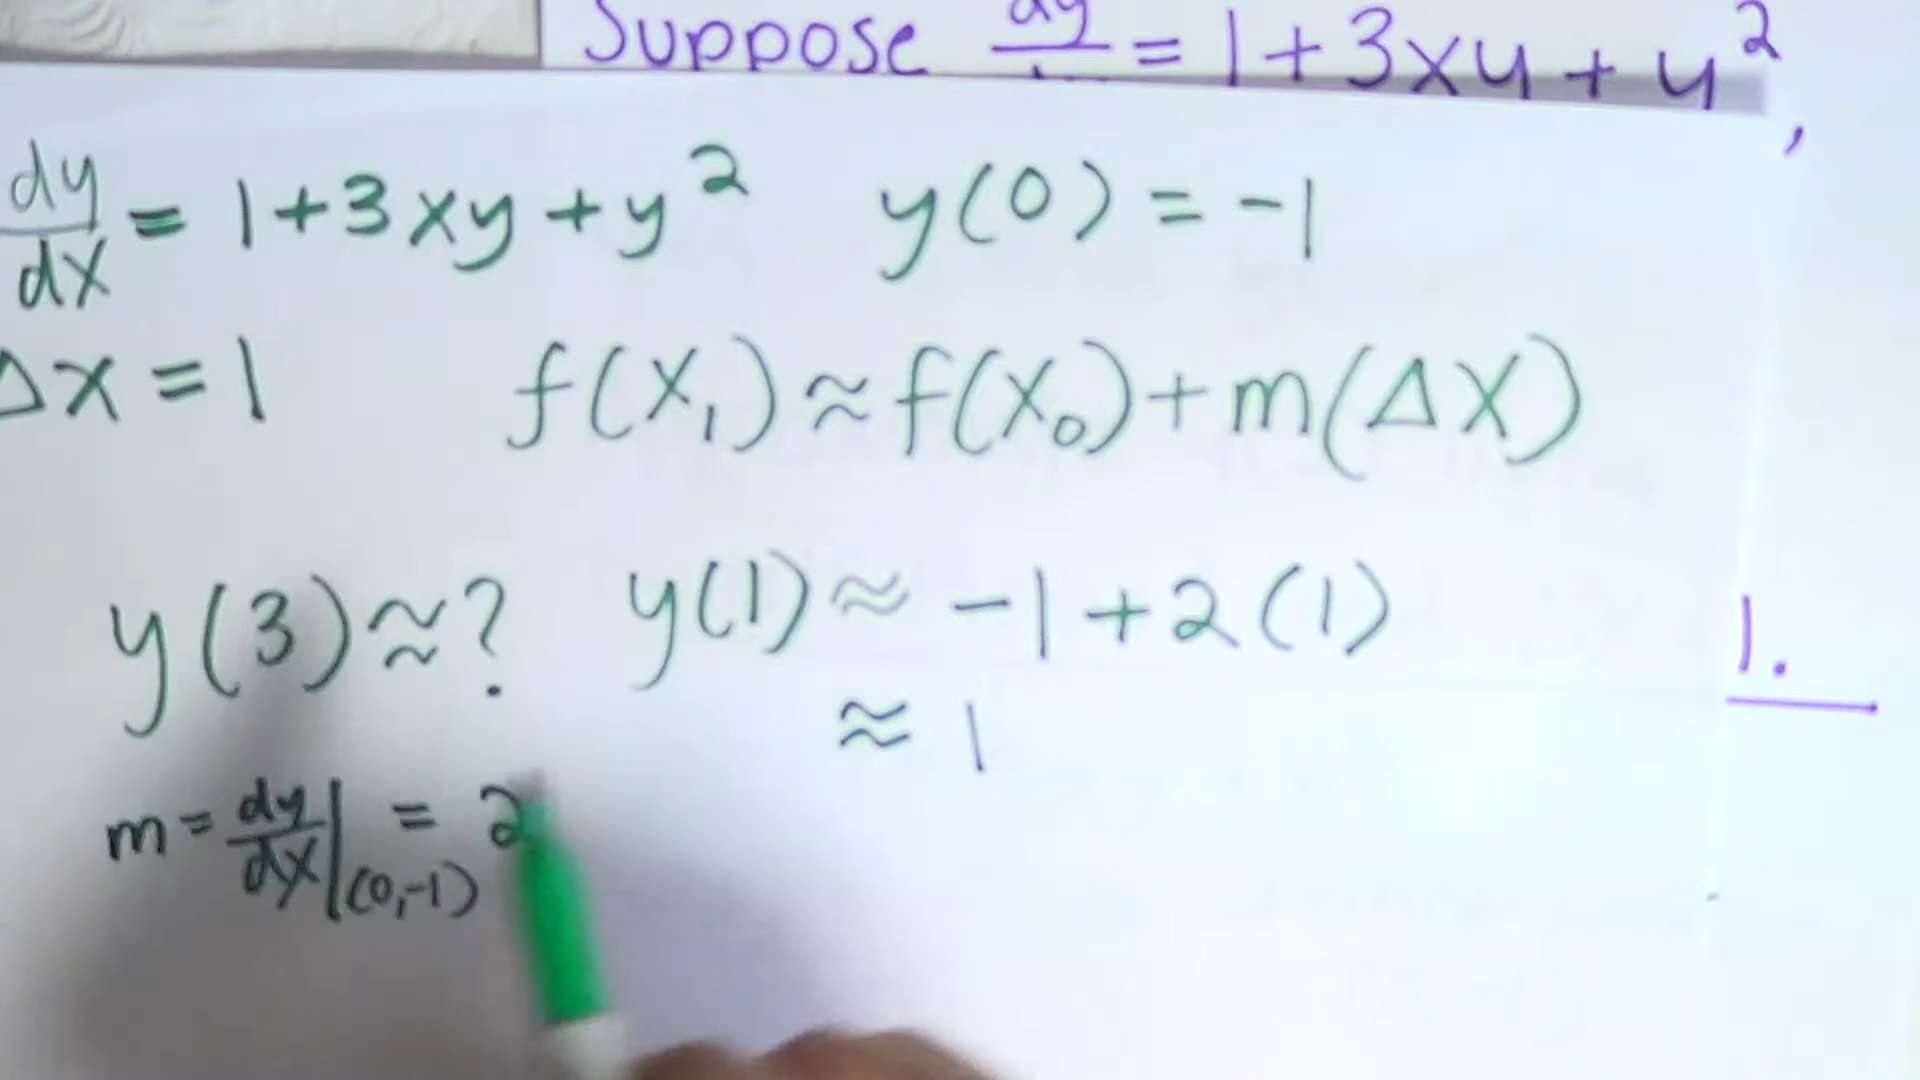 Suppose dy = 1+3xy+y²,
dy/dx = 1+3xy+y² y(0) = -1
Δx = 1 f(x₁) ≈ f(x₀)+m(Δx)
y(3) ≈ ? y(1) ≈ -1+2(1)
1.
≈ 1
m = dy/dx|(0,-1) = 2